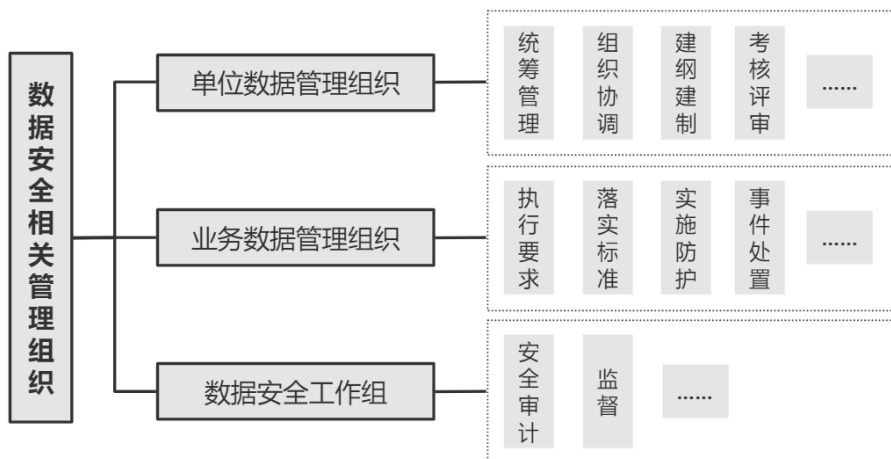 数据安全相关管理组织
单位数据管理组织
统筹管理
组织协调
建纲建制
考核评审
……
业务数据管理组织
执行要求
落实标准
实施防护
事件处置
……
数据安全工作组
安全审计
监督
……